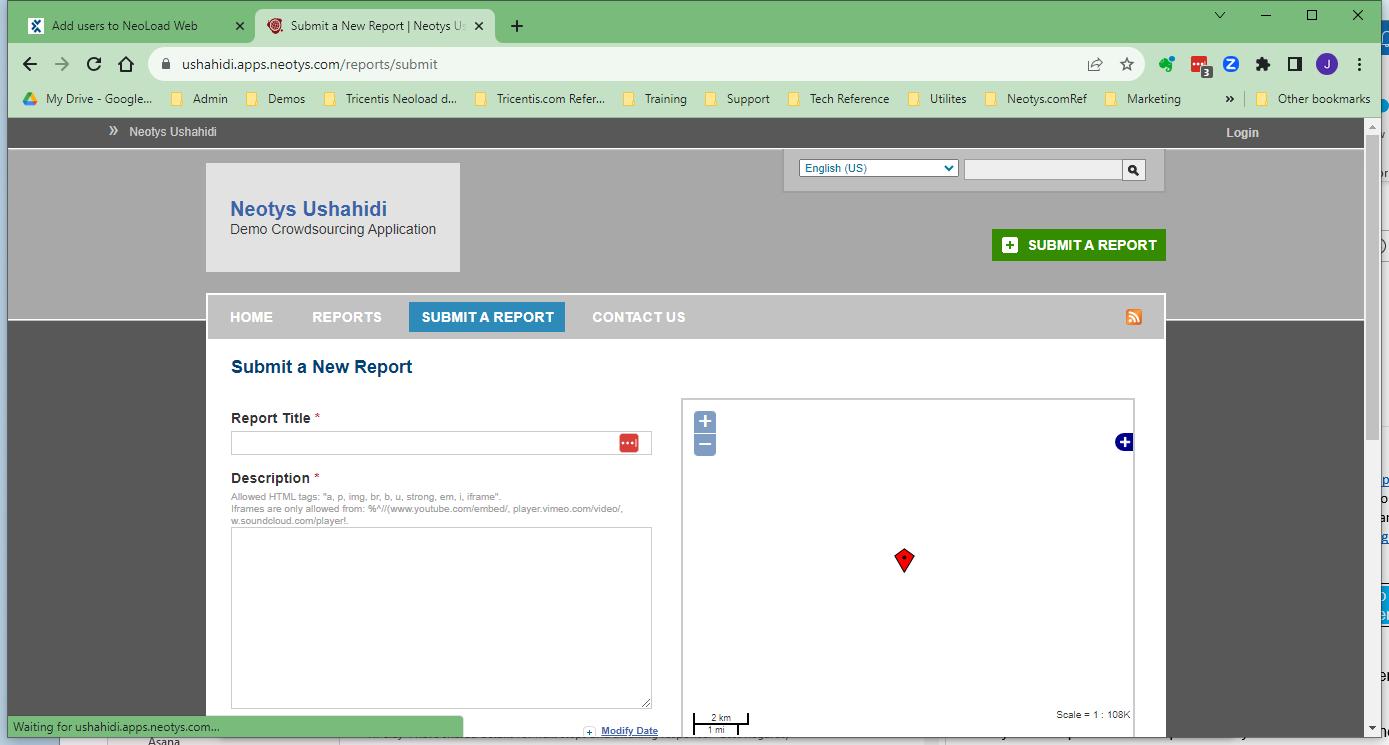 Add users to NeoLoad Web
Submit a New Report | Neotys Us
ushahidi.apps.neotys.com/reports/submit
3
J
My Drive - Google...
Admin
Demos
Tricentis Neoload d...
Tricentis.com Refer...
Training
Support
Tech Reference
Utilites
Neotys.comRef
Marketing
»
Other bookmarks
» Neotys Ushahidi
Login
English (US)
Neotys Ushahidi
Demo Crowdsourcing Application
SUBMIT A REPORT
HOME
REPORTS
SUBMIT A REPORT
CONTACT US
Submit a New Report
Report Title *
Description *
Allowed HTML tags: "a, p, img, br, b, u, strong, em, i, iframe".
Iframes are only allowed from: %^//(www.youtube.com/embed/, player.vimeo.com/video/,
w.soundcloud.com/player!.
+
−
+
2 km
1 mi
Scale = 1 : 108K
Modify Date
Waiting for ushahidi.apps.neotys.com...
Asana